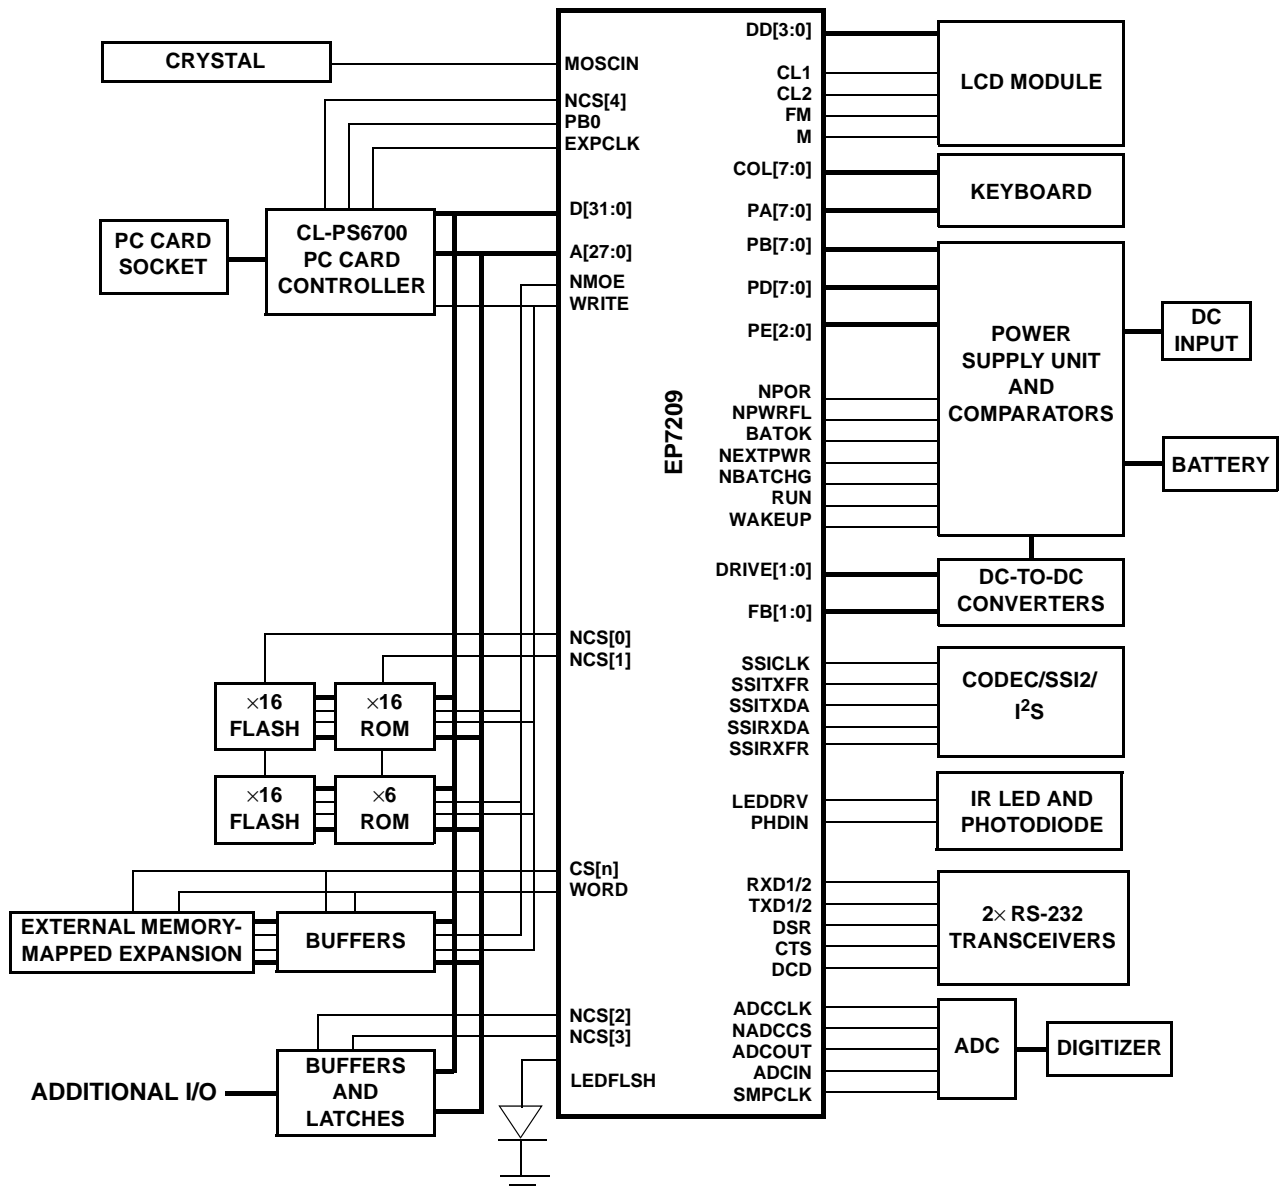 CRYSTAL
PC CARD
SOCKET
CL-PS6700
PC CARD
CONTROLLER
×16
FLASH
×16
ROM
×16
FLASH
×6
ROM
EXTERNAL MEMORY-
MAPPED EXPANSION
BUFFERS
ADDITIONAL I/O
BUFFERS
AND
LATCHES
MOSCIN
NCS[4]
PB0
EXPCLK
D[31:0]
A[27:0]
NMOE
WRITE
NCS[0]
NCS[1]
CS[n]
WORD
NCS[2]
NCS[3]
LEDFLSH
EP7209
DD[3:0]
CL1
CL2
FM
M
COL[7:0]
PA[7:0]
PB[7:0]
PD[7:0]
PE[2:0]
NPOR
NPWRFL
BATOK
NEXTPWR
NBATCHG
RUN
WAKEUP
DRIVE[1:0]
FB[1:0]
SSICLK
SSITXFR
SSITXDA
SSIRXDA
SSIRXFR
LEDDRV
PHDIN
RXD1/2
TXD1/2
DSR
CTS
DCD
ADCCLK
NADCCS
ADCOUT
ADCIN
SMPCLK
LCD MODULE
KEYBOARD
POWER
SUPPLY UNIT
AND
COMPARATORS
DC
INPUT
BATTERY
DC-TO-DC
CONVERTERS
CODEC/SSI2/
I²S
IR LED AND
PHOTODIODE
2× RS-232
TRANSCEIVERS
ADC
DIGITIZER